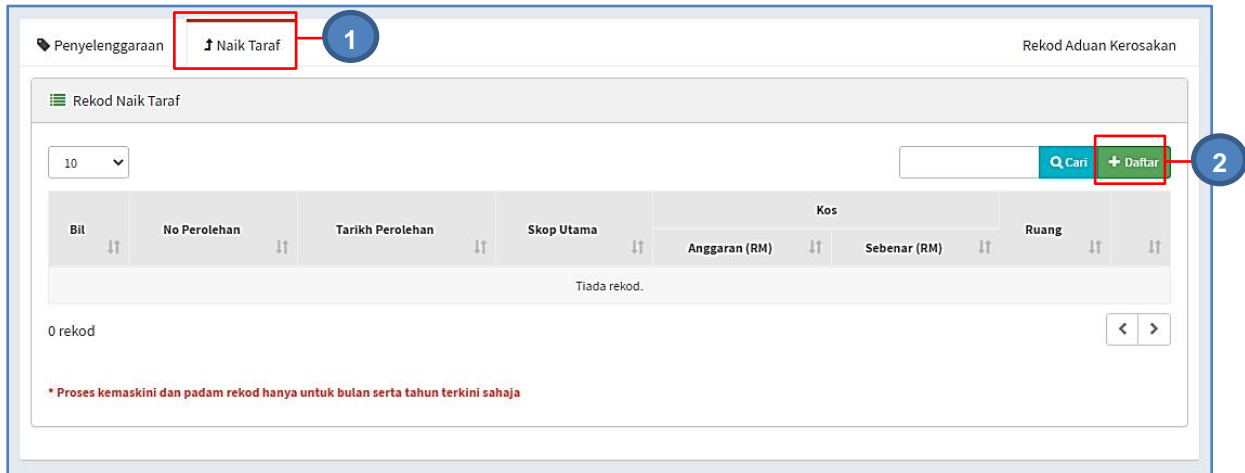 Penyelenggaraan
Naik Taraf
1
Rekod Aduan Kerosakan
Rekod Naik Taraf
10
Cari
Daftar
2
Bil
No Perolehan
Tarikh Perolehan
Skop Utama
Kos
Anggaran (RM)
Sebenar (RM)
Ruang
Tiada rekod.
0 rekod
* Proses kemaskini dan padam rekod hanya untuk bulan serta tahun terkini sahaja